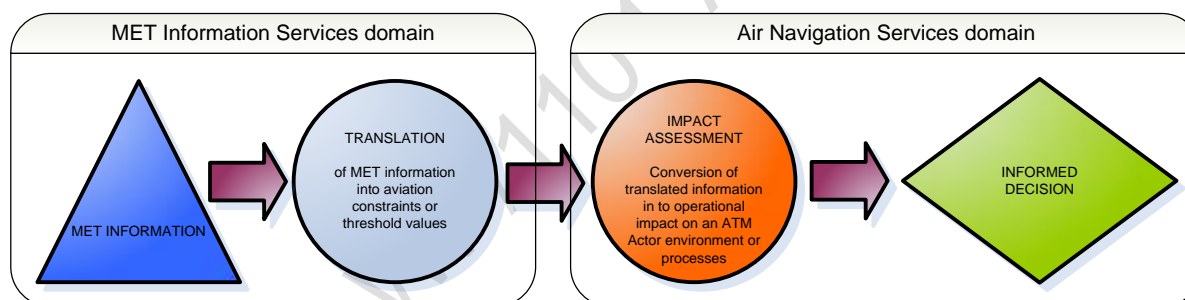 MET Information Services domain
Air Navigation Services domain
MET INFORMATION
TRANSLATION
of MET information
into aviation
constraints or
threshold values
IMPACT
ASSESSMENT
Conversion of
translated information
in to operational
impact on an ATM
Actor environment or
processes
INFORMED
DECISION